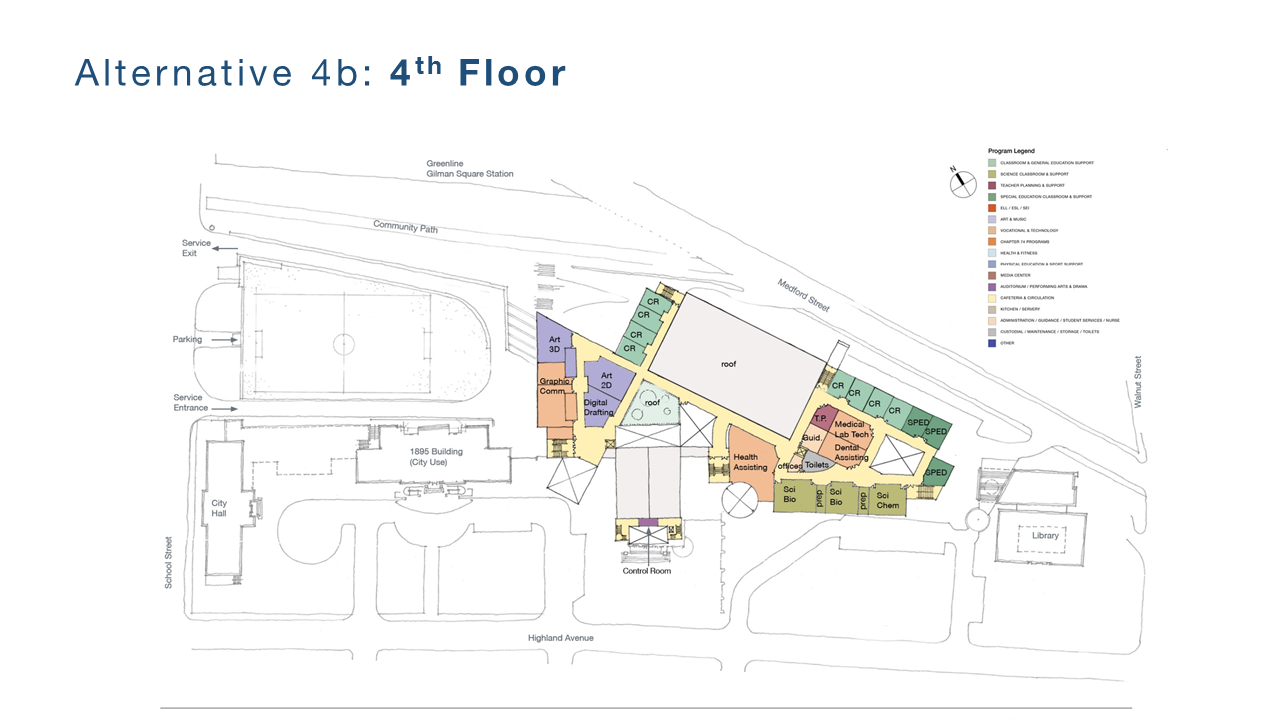 Alternative 4b: 4th Floor
Program Legend
CLASSROOM & GENERAL EDUCATION SUPPORT
SCIENCE CLASSROOM & SUPPORT
TEACHER PLANNING & SUPPORT
SPECIAL EDUCATION CLASSROOM & SUPPORT
ELL / ESL / SEI
ART & MUSIC
VOCATIONAL & TECHNOLOGY
CHAPTER 74 PROGRAMS
HEALTH & FITNESS
PHYSICAL EDUCATION & SPORT SUPPORT
MEDIA CENTER
AUDITORIUM / PERFORMING ARTS & DRAMA
CAFETERIA & CIRCULATION
KITCHEN / SERVERY
ADMINISTRATION / GUIDANCE / STUDENT SERVICES / NURSE
CUSTODIAL / MAINTENANCE / STORAGE / TOILETS
OTHER
N
Greenline
Gilman Square Station
Community Path
Service
Exit
Medford Street
Parking
Walnut Street
Service
Entrance
CR
CR
CR
CR
Art
3D
roof
Art
2D
Graphic
Comm.
Digital
Drafting
roof
CR
CR
CR
CR
SPED
SPED
T.P.
Medical
Lab Tech
Guid.
Dental
Assisting
Health
Assisting
offices
Toilets
SPED
Sci
Bio
prep
Sci
Bio
prep
Sci
Chem
1895 Building
(City Use)
City
Hall
Library
School Street
Control Room
Highland Avenue